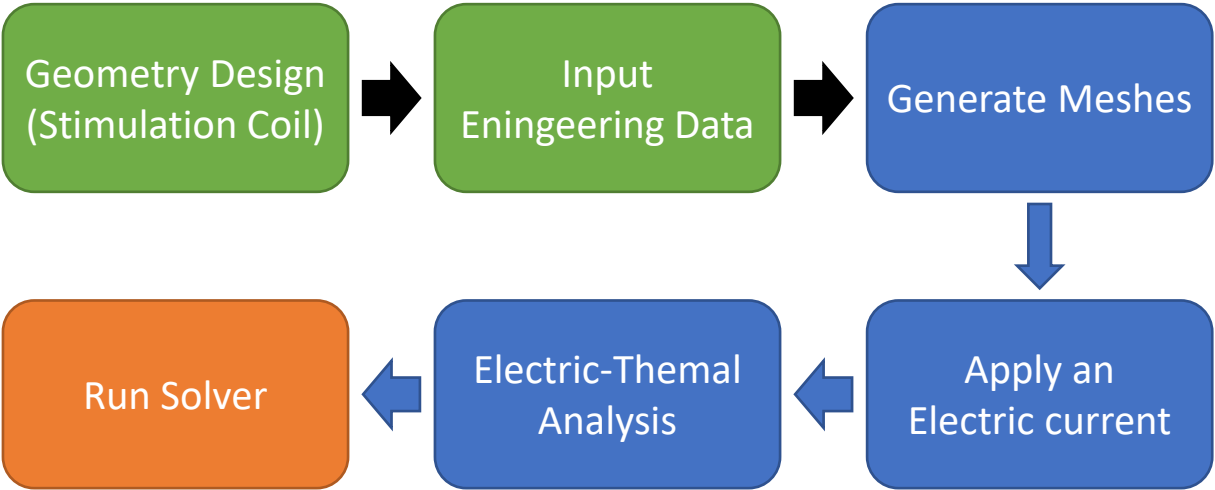 Geometry Design
(Stimulation Coil)
Input
Eningeering Data
Generate Meshes
Apply an
Electric current
Electric-Themal
Analysis
Run Solver